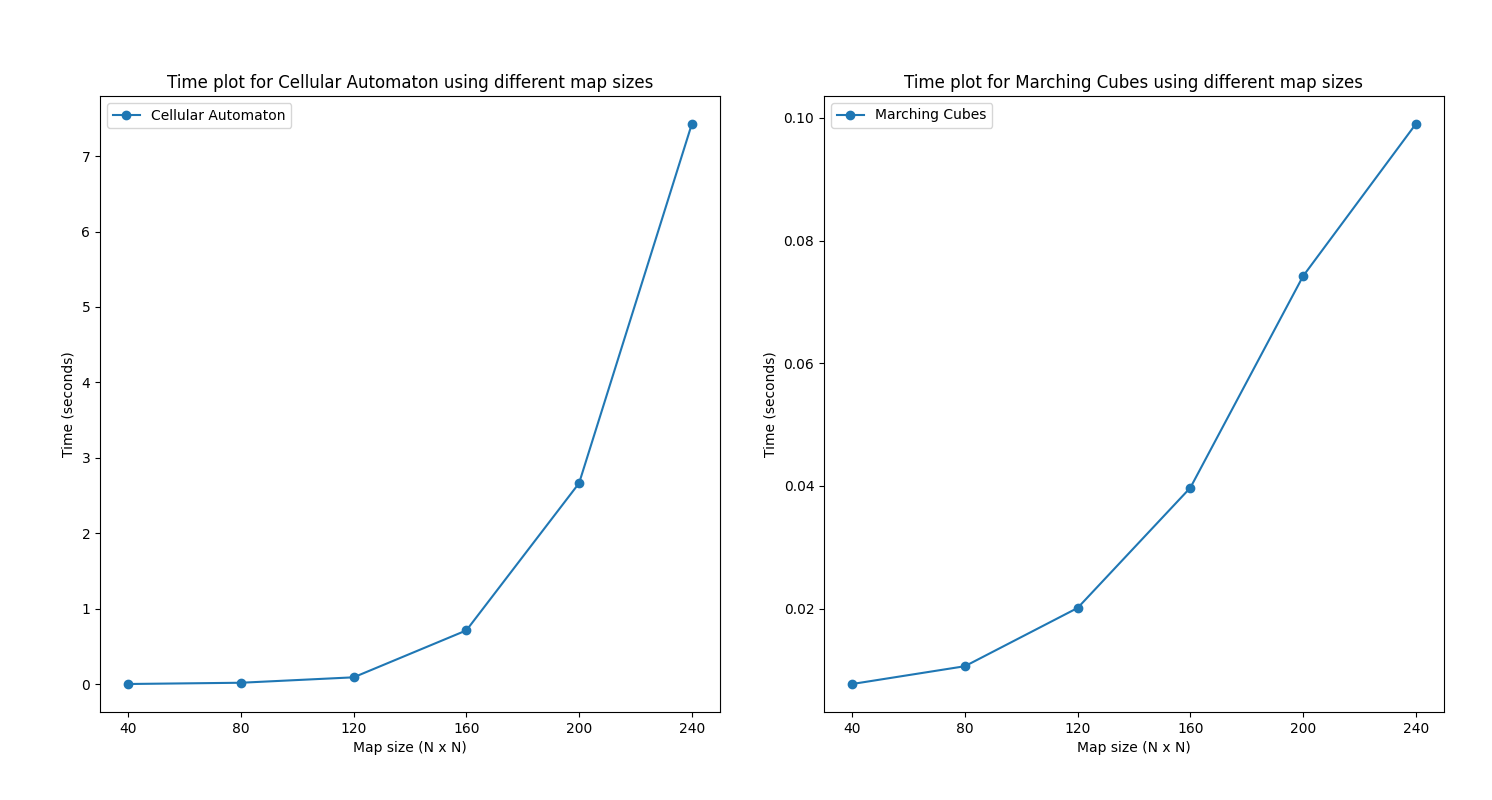 Time plot for Cellular Automaton using different map sizes
Cellular Automaton
7
6
5
4
3
2
1
0
Time (seconds)
40 80 120 160 200 240
Map size (N x N)
Time plot for Marching Cubes using different map sizes
Marching Cubes
0.10
0.08
0.06
0.04
0.02
Time (seconds)
40 80 120 160 200 240
Map size (N x N)